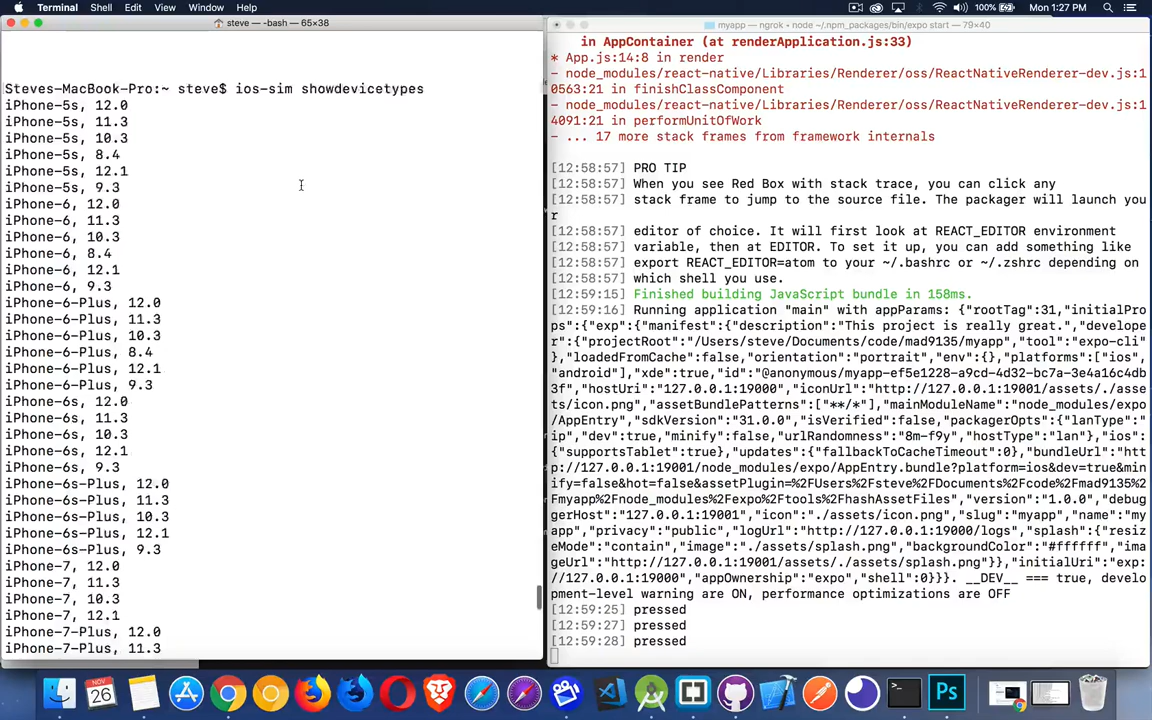 Terminal Shell Edit View Window Help
100% Mon 1:27 PM
steve — -bash — 65×38
Steves-MacBook-Pro:~ steve$ ios-sim showdevicetypes
iPhone-5s, 12.0
iPhone-5s, 11.3
iPhone-5s, 10.3
iPhone-5s, 8.4
iPhone-5s, 12.1
iPhone-5s, 9.3
iPhone-6, 12.0
iPhone-6, 11.3
iPhone-6, 10.3
iPhone-6, 8.4
iPhone-6, 12.1
iPhone-6, 9.3
iPhone-6-Plus, 12.0
iPhone-6-Plus, 11.3
iPhone-6-Plus, 10.3
iPhone-6-Plus, 8.4
iPhone-6-Plus, 12.1
iPhone-6-Plus, 9.3
iPhone-6s, 12.0
iPhone-6s, 11.3
iPhone-6s, 10.3
iPhone-6s, 12.1
iPhone-6s, 9.3
iPhone-6s-Plus, 12.0
iPhone-6s-Plus, 11.3
iPhone-6s-Plus, 10.3
iPhone-6s-Plus, 12.1
iPhone-6s-Plus, 9.3
iPhone-7, 12.0
iPhone-7, 11.3
iPhone-7, 10.3
iPhone-7, 12.1
iPhone-7-Plus, 12.0
iPhone-7-Plus, 11.3
myapp — ngrok • node ~/.npm_packages/bin/expo start — 79×40
in AppContainer (at renderApplication.js:33)
* App.js:14:8 in render
- node_modules/react-native/Libraries/Renderer/oss/ReactNativeRenderer-dev.js:1
0563:21 in finishClassComponent
- node_modules/react-native/Libraries/Renderer/oss/ReactNativeRenderer-dev.js:1
4091:21 in performUnitOfWork
- ... 17 more stack frames from framework internals
[12:58:57] PRO TIP
[12:58:57] When you see Red Box with stack trace, you can click any
[12:58:57] stack frame to jump to the source file. The packager will launch you
r
[12:58:57] editor of choice. It will first look at REACT_EDITOR environment
[12:58:57] variable, then at EDITOR. To set it up, you can add something like
[12:58:57] export REACT_EDITOR=atom to your ~/.bashrc or ~/.zshrc depending on
[12:58:57] which shell you use.
[12:59:15] Finished building JavaScript bundle in 158ms.
[12:59:16] Running application "main" with appParams: {"rootTag":31,"initialPro
ps":{"exp":{"manifest":{"description":"This project is really great.","develope
r":{"projectRoot":"/Users/steve/Documents/code/mad9135/myapp","tool":"expo-cli"
},"loadedFromCache":false,"orientation":"portrait","env":{},"platforms":["ios",
"android"],"xde":true,"id":"@anonymous/myapp-ef5e1228-a9cd-4d32-bc7a-3e4a16c4db
3f","hostUri":"127.0.0.1:19000","iconUrl":"http://127.0.0.1:19001/assets/./asse
ts/icon.png","assetBundlePatterns":["**/*"],"mainModuleName":"node_modules/expo
/AppEntry","sdkVersion":"31.0.0","isVerified":false,"packagerOpts":{"lanType":"
ip","dev":true,"minify":false,"urlRandomness":"8m-f9y","hostType":"lan"},"ios":
{"supportsTablet":true},"updates":{"fallbackToCacheTimeout":0},"bundleUrl":"htt
p://127.0.0.1:19001/node_modules/expo/AppEntry.bundle?platform=ios&dev=true&min
ify=false&hot=false&assetPlugin=%2FUsers%2Fsteve%2FDocuments%2Fcode%2Fmad9135%2
Fmyapp%2Fnode_modules%2Fexpo%2Ftools%2FhashAssetFiles","version":"1.0.0","debug
gerHost":"127.0.0.1:19001","icon":"./assets/icon.png","slug":"myapp","name":"my
app","privacy":"public","logUrl":"http://127.0.0.1:19000/logs","splash":{"resiz
eMode":"contain","image":"./assets/splash.png","backgroundColor":"#ffffff","ima
geUrl":"http://127.0.0.1:19001/assets/./assets/splash.png"}},"initialUri":"exp:
//127.0.0.1:19000","appOwnership":"expo","shell":0}}}. __DEV__ === true, develo
pment-level warning are ON, performance optimizations are OFF
[12:59:25] pressed
[12:59:27] pressed
[12:59:28] pressed
NOV
26
Ps